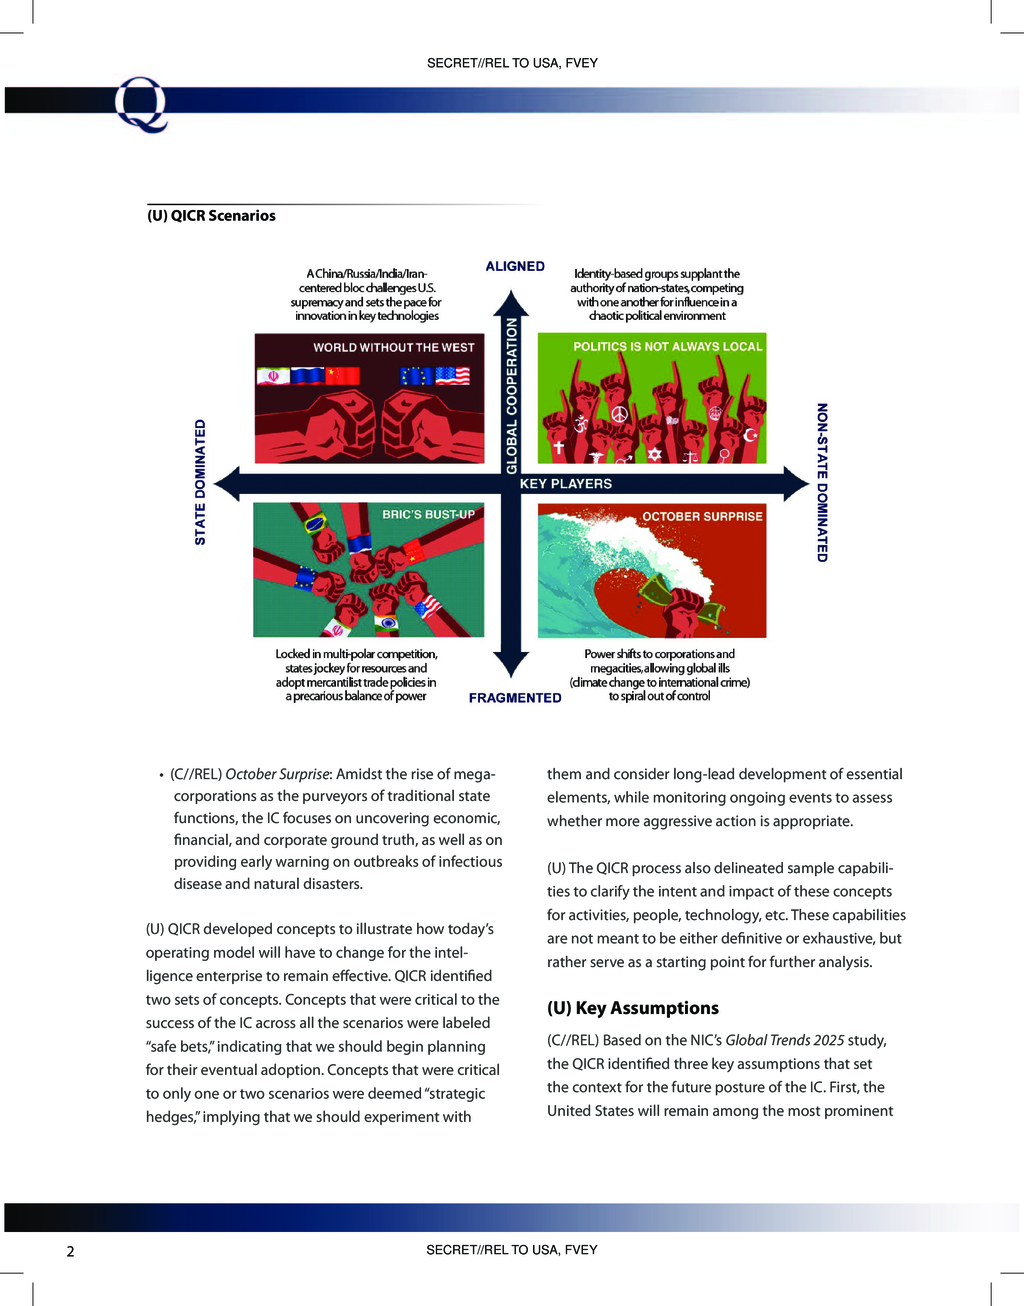 SECRET//REL TO USA, FVEY
Q
(U) QICR Scenarios
ALIGNED
A China/Russia/India/Iran-
centered bloc challenges U.S.
supremacy and sets the pace for
innovation in key technologies
Identity-based groups supplant the
authority of nation-states, competing
with one another for influence in a
chaotic political environment
WORLD WITHOUT THE WEST
POLITICS IS NOT ALWAYS LOCAL
GLOBAL COOPERATION
STATE DOMINATED
NON-STATE DOMINATED
KEY PLAYERS
BRIC'S BUST-UP
OCTOBER SURPRISE
Locked in multi-polar competition,
states jockey for resources and
adopt mercantilist trade policies in
a precarious balance of power
Power shifts to corporations and
megacities, allowing global ills
(climate change to international crime)
to spiral out of control
FRAGMENTED
• (C//REL) October Surprise: Amidst the rise of mega-
corporations as the purveyors of traditional state
functions, the IC focuses on uncovering economic,
financial, and corporate ground truth, as well as on
providing early warning on outbreaks of infectious
disease and natural disasters.
(U) QICR developed concepts to illustrate how today's
operating model will have to change for the intel-
ligence enterprise to remain effective. QICR identified
two sets of concepts. Concepts that were critical to the
success of the IC across all the scenarios were labeled
"safe bets," indicating that we should begin planning
for their eventual adoption. Concepts that were critical
to only one or two scenarios were deemed "strategic
hedges," implying that we should experiment with
them and consider long-lead development of essential
elements, while monitoring ongoing events to assess
whether more aggressive action is appropriate.
(U) The QICR process also delineated sample capabili-
ties to clarify the intent and impact of these concepts
for activities, people, technology, etc. These capabilities
are not meant to be either definitive or exhaustive, but
rather serve as a starting point for further analysis.
(U) Key Assumptions
(C//REL) Based on the NIC's Global Trends 2025 study,
the QICR identified three key assumptions that set
the context for the future posture of the IC. First, the
United States will remain among the most prominent
2
SECRET//REL TO USA, FVEY